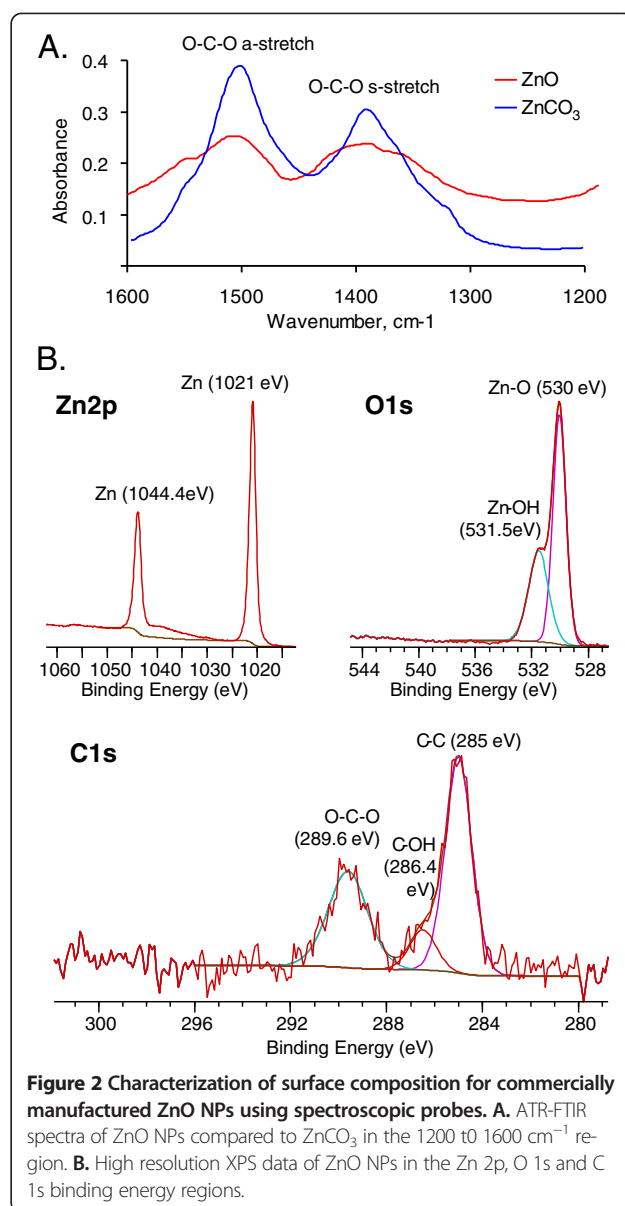 A.
O-C-O a-stretch
O-C-O s-stretch
ZnO
ZnCO3
Absorbance
0.4
0.3
0.2
0.1
1600 1500 1400 1300 1200
Wavenumber, cm-1
B.
Zn2p
Zn (1021 eV)
Zn (1044.4eV)
1060 1045 1030 1020
Binding Energy (eV)
O1s
Zn-O (530 eV)
Zn-OH
(531.5eV)
544 540 536 532 528
Binding Energy (eV)
C1s
C-C (285 eV)
O-C-O
(289.6 eV)
C-OH
(286.4
eV)
300 296 292 288 284 280
Binding Energy (eV)
Figure 2 Characterization of surface composition for commercially
manufactured ZnO NPs using spectroscopic probes. A. ATR-FTIR
spectra of ZnO NPs compared to ZnCO3 in the 1200 t0 1600 cm−1 re-
gion. B. High resolution XPS data of ZnO NPs in the Zn 2p, O 1s and C
1s binding energy regions.